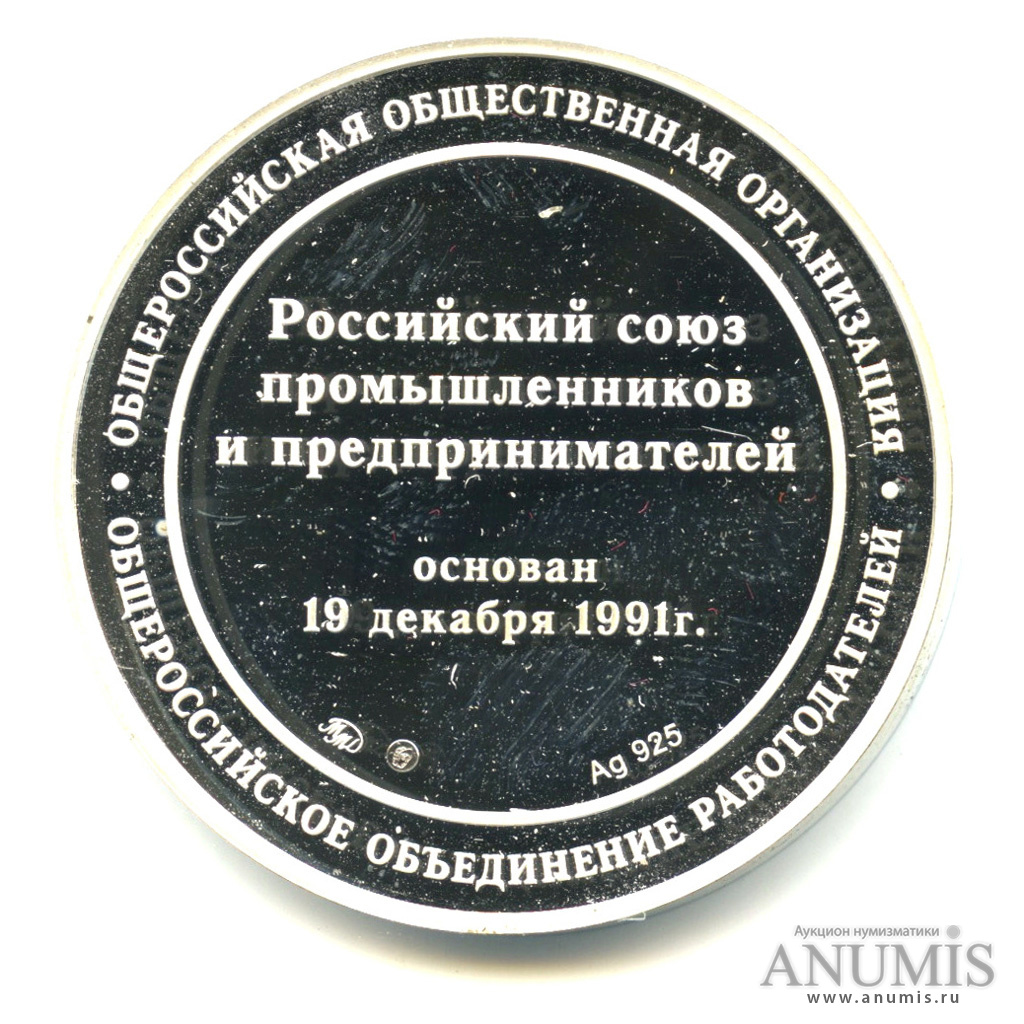 ОБЩЕРОССИЙСКАЯ ОБЩЕСТВЕННАЯ ОРГАНИЗАЦИЯ
Российский союз
промышленников
и предпринимателей
основан
19 декабря 1991г.
Ag 925
ОБЩЕРОССИЙСКОЕ ОБЪЕДИНЕНИЕ РАБОТОДАТЕЛЕЙ
Аукцион нумизматики
ANUMIS
www.anumis.ru